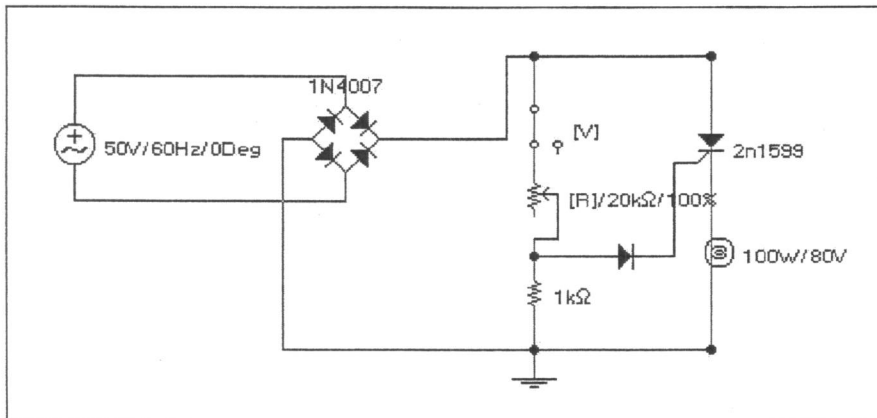 1N4007
50V/60Hz/0Deg
[V]
2n1599
[R]/20kΩ/100%
100W/80V
1kΩ